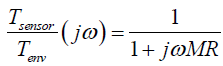 T_sensor / T_env (jω) = 1 / (1 + jωMR)